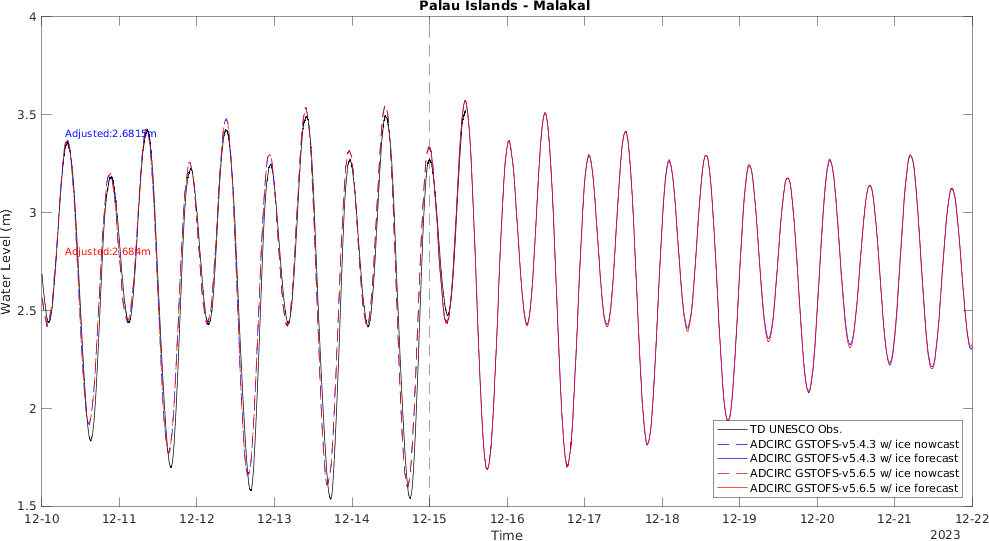 Palau Islands - Malakal
Water Level (m)
4
3.5
3
2.5
2
1.5
Adjusted:2.6815m
Adjusted:2.684m
TD UNESCO Obs.
ADCIRC GSTOFS-v5.4.3 w/ ice nowcast
ADCIRC GSTOFS-v5.4.3 w/ ice forecast
ADCIRC GSTOFS-v5.6.5 w/ ice nowcast
ADCIRC GSTOFS-v5.6.5 w/ ice forecast
12-10 12-11 12-12 12-13 12-14 12-15 12-16 12-17 12-18 12-19 12-20 12-21 12-22
Time
2023